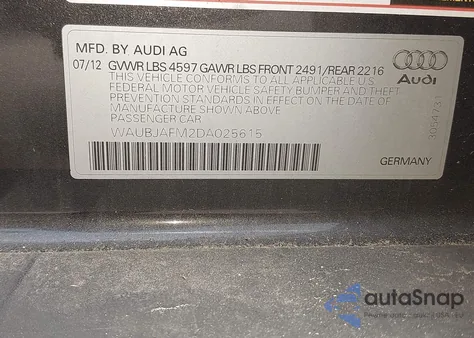 MFD. BY AUDI AG
07/12 GVWR LBS 4597 GAWR LBS FRONT 2491/REAR 2216
THIS VEHICLE CONFORMS TO ALL APPLICABLE U.S.
FEDERAL MOTOR VEHICLE SAFETY BUMPER AND THEFT
PREVENTION STANDARDS IN EFFECT ON THE DATE OF
MANUFACTURE SHOWN ABOVE
PASSENGER CAR
WAUBJAFM2DA025615
Audi
GERMANY
autaSnap